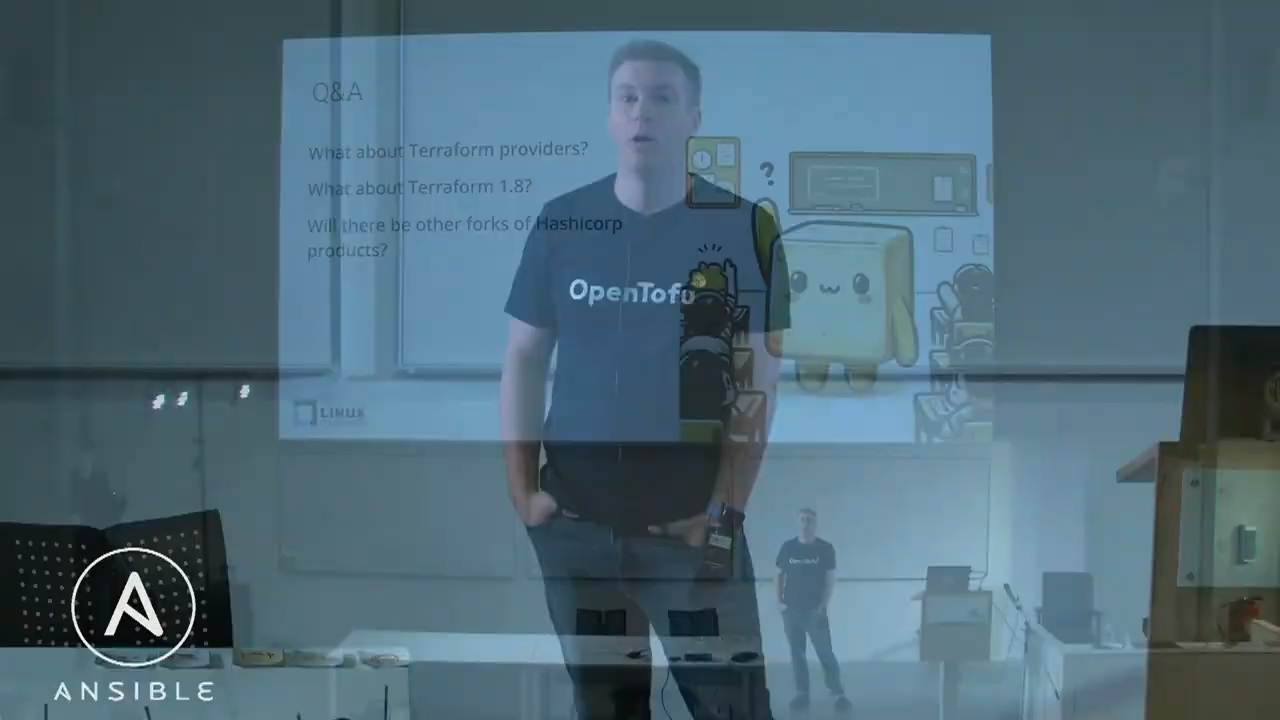 Q&A
What about Terraform providers?
What about Terraform 1.8?
Will there be other forks of Hashicorp
products?
OpenTofu
LINUX
OpenTofu
ANSIBLE